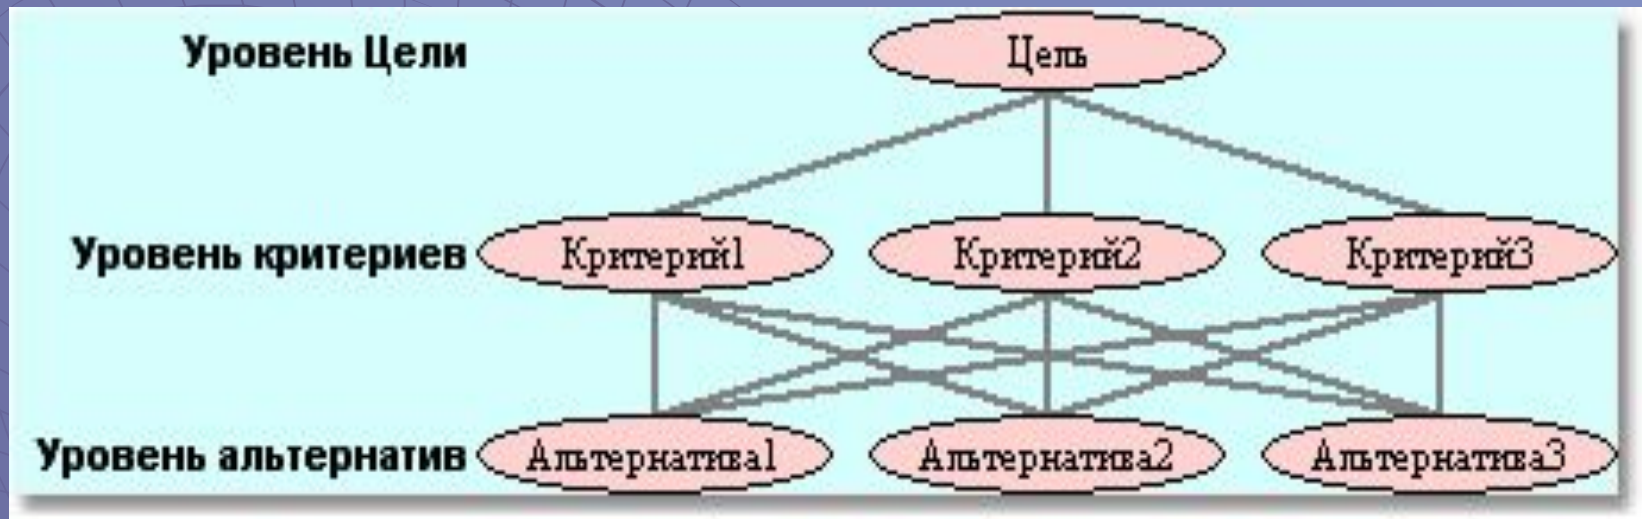 Уровень Цели Цель
Уровень критериев Критерий1 Критерий2 Критерий3
Уровень альтернатив Альтернатива1 Альтернатива2 Альтернатива3